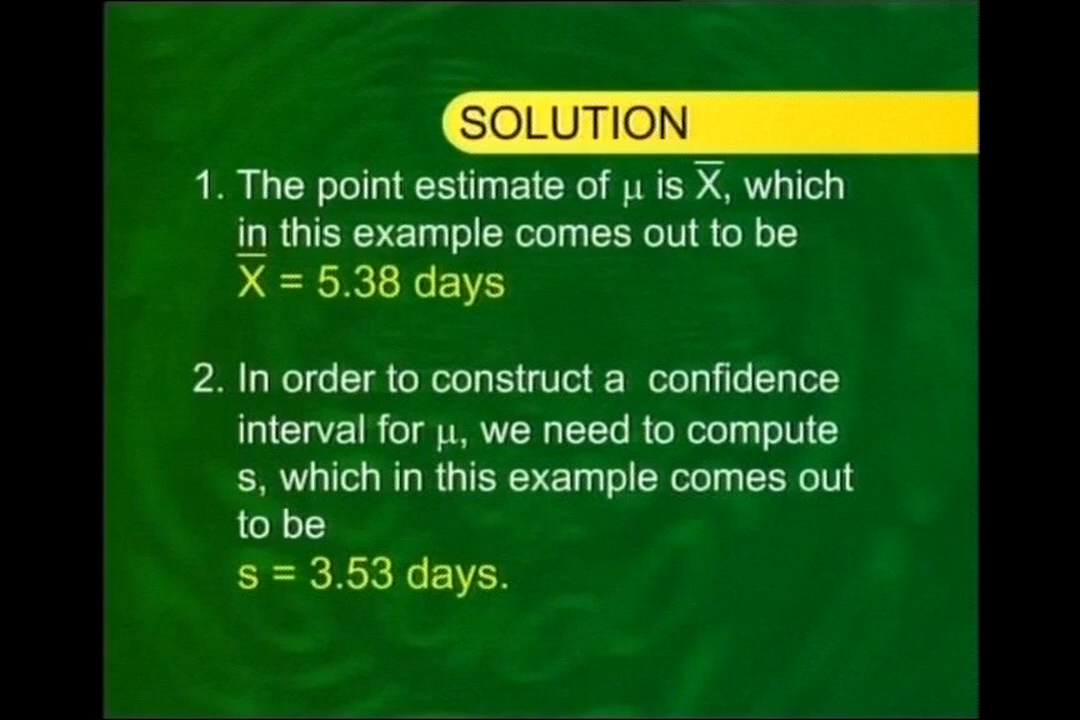 SOLUTION
1. The point estimate of μ is X̅, which
in this example comes out to be
X̅ = 5.38 days
2. In order to construct a confidence
interval for μ, we need to compute
s, which in this example comes out
to be
s = 3.53 days.